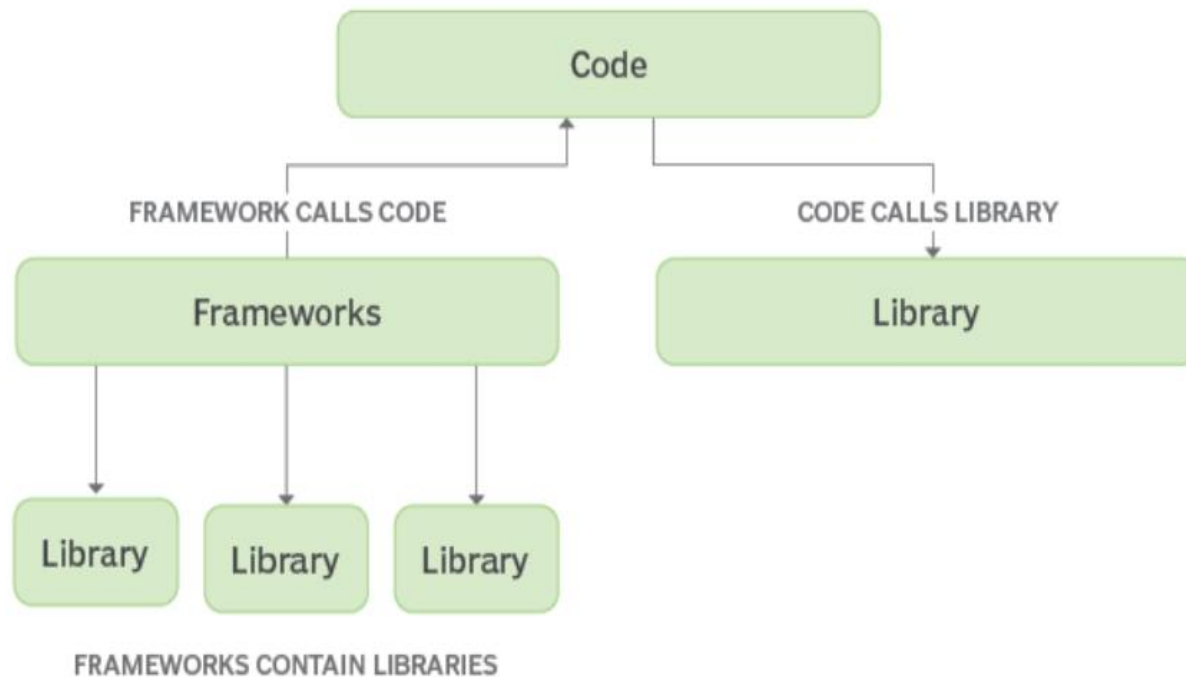 Code
FRAMEWORK CALLS CODE
CODE CALLS LIBRARY
Frameworks
Library
Library
Library
Library
FRAMEWORKS CONTAIN LIBRARIES